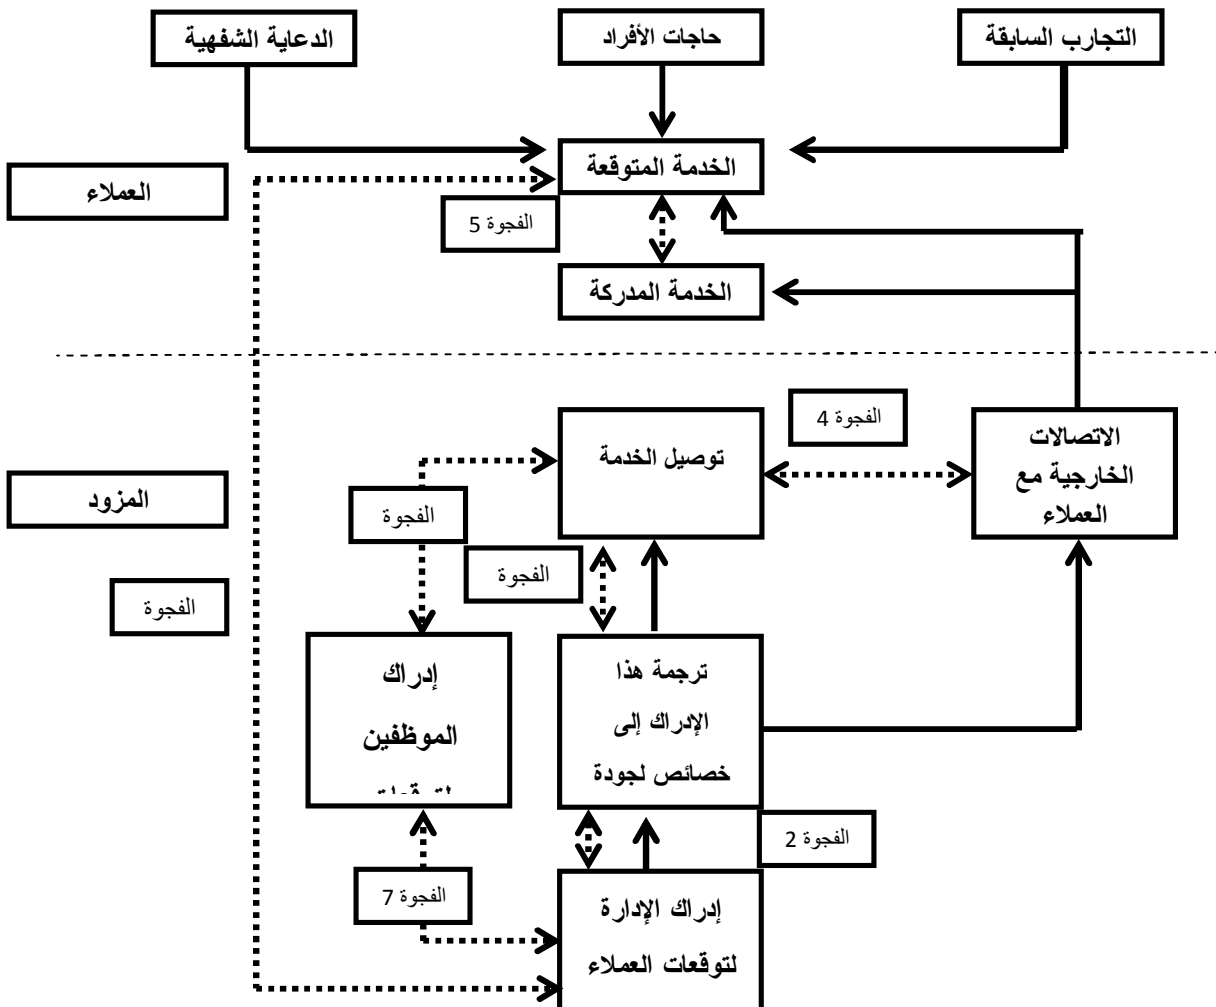 التجارب السابقة
حاجات الأفراد
الدعاية الشفهية
الخدمة المتوقعة
العملاء
الفجوة 5
الخدمة المدركة
الفجوة 4
الاتصالات
الخارجية مع
العملاء
توصيل الخدمة
المزود
الفجوة
الفجوة
الفجوة
ترجمة هذا
الإدراك إلى
خصائص لجودة
إدراك
الموظفين
الفجوة 2
الفجوة 7
إدراك الإدارة
لتوقعات العملاء